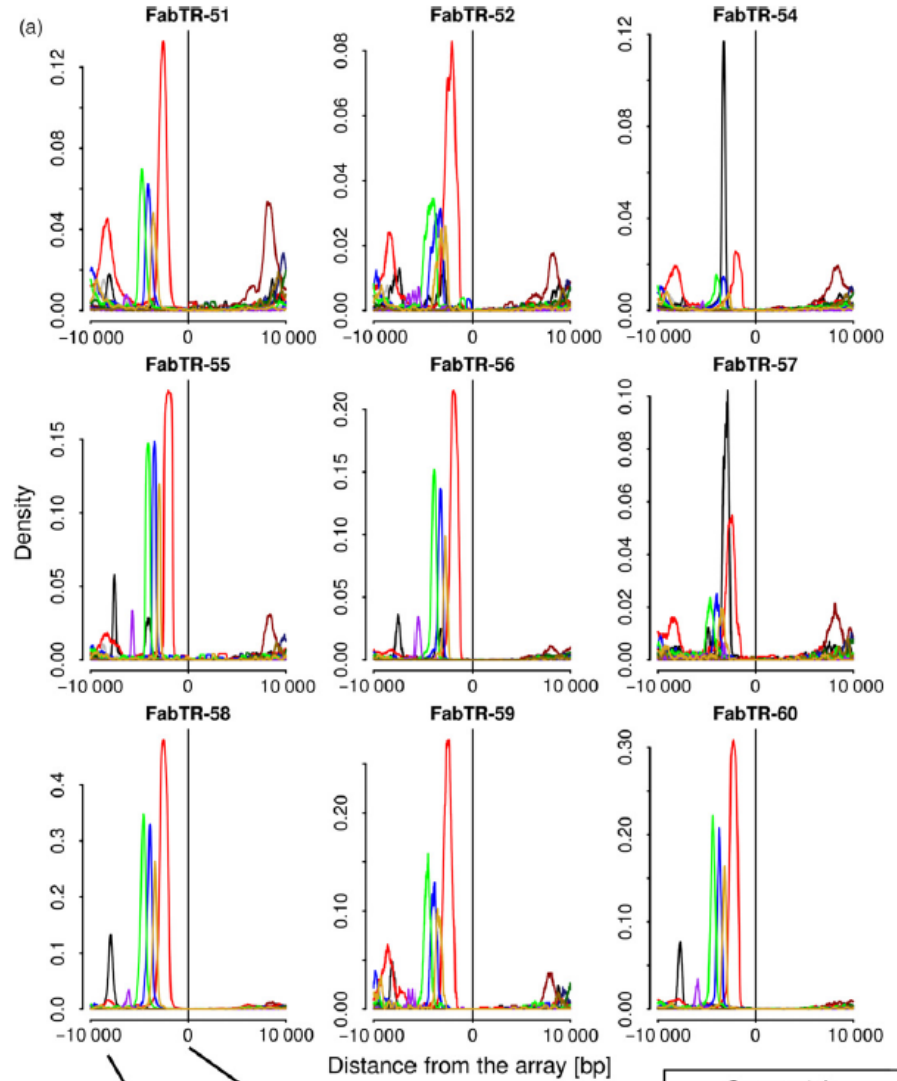 (a)
FabTR-51
FabTR-52
FabTR-54
0.00 0.04 0.08 0.12
0.00 0.02 0.04 0.06 0.08
0.00 0.04 0.08 0.12
−10 000 0 10 000
−10 000 0 10 000
−10 000 0 10 000
FabTR-55
FabTR-56
FabTR-57
Density
0.00 0.05 0.10 0.15
0.00 0.05 0.10 0.15 0.20
0.00 0.02 0.04 0.06 0.08 0.10
−10 000 0 10 000
−10 000 0 10 000
−10 000 0 10 000
FabTR-58
FabTR-59
FabTR-60
0.0 0.1 0.2 0.3 0.4
0.00 0.10 0.20
0.00 0.10 0.20 0.30
−10 000 0 10 000
−10 000 0 10 000
−10 000 0 10 000
Distance from the array [bp]